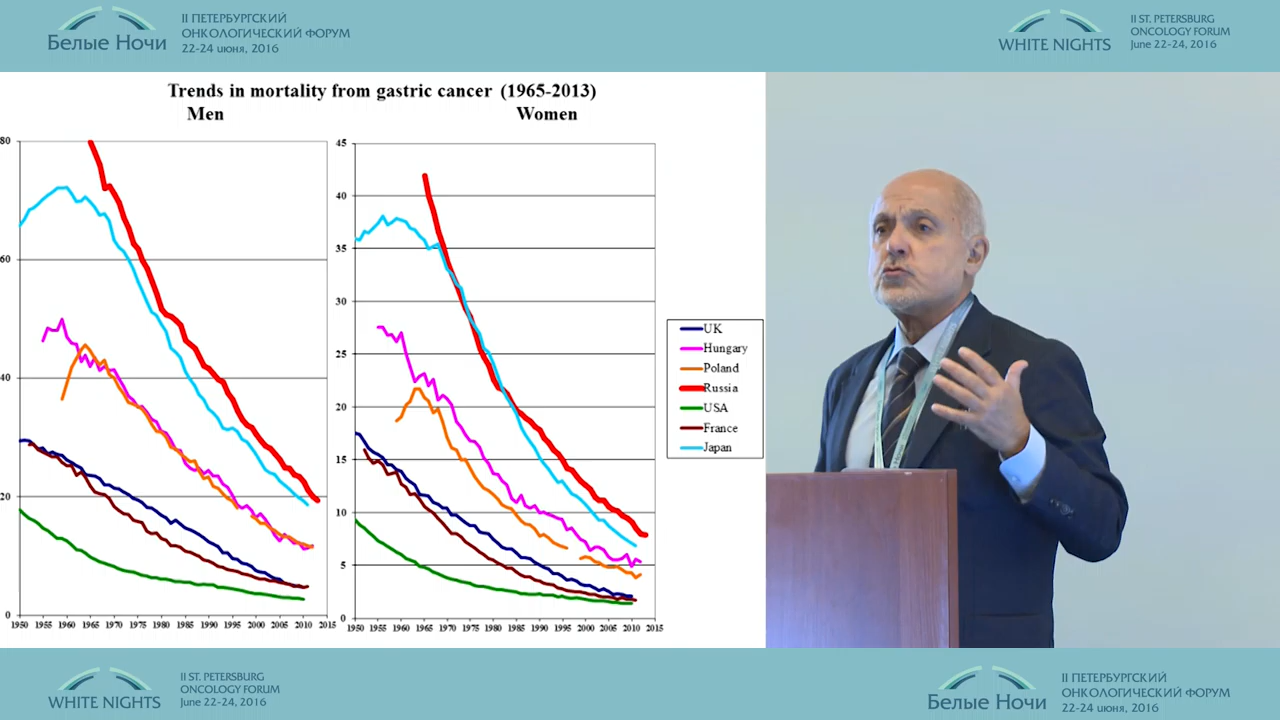 II ПЕТЕРБУРГСКИЙ
ОНКОЛОГИЧЕСКИЙ ФОРУМ
Белые Ночи
22-24 июня, 2016
II ST. PETERSBURG
ONCOLOGY FORUM
WHITE NIGHTS
June 22-24, 2016
Trends in mortality from gastric cancer (1965-2013)
Men
Women
80
60
40
20
0
1950 1955 1960 1965 1970 1975 1980 1985 1990 1995 2000 2005 2010 2015
45
40
35
30
25
20
15
10
5
0
1950 1955 1960 1965 1970 1975 1980 1985 1990 1995 2000 2005 2010 2015
UK
Hungary
Poland
Russia
USA
France
Japan
II ST. PETERSBURG
ONCOLOGY FORUM
WHITE NIGHTS
June 22-24, 2016
II ПЕТЕРБУРГСКИЙ
ОНКОЛОГИЧЕСКИЙ ФОРУМ
Белые Ночи
22-24 июня, 2016